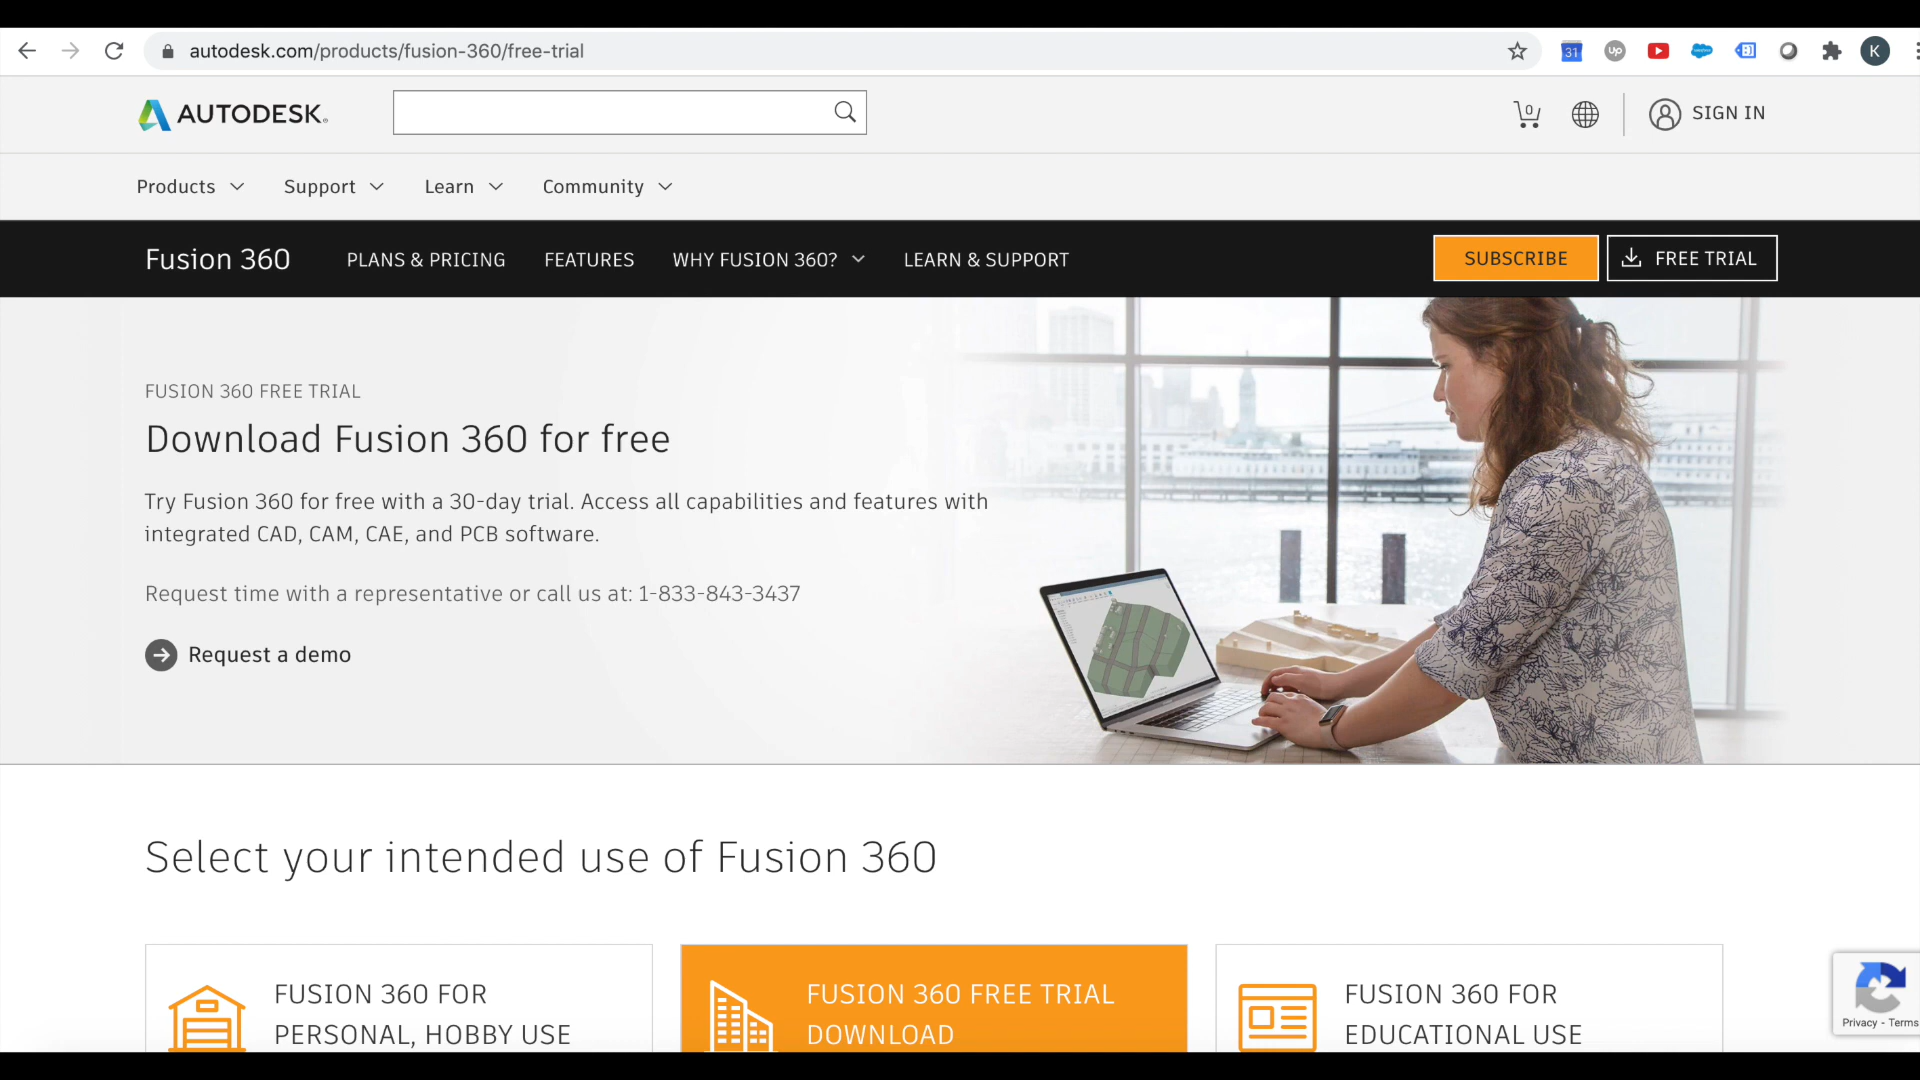 autodesk.com/products/fusion-360/free-trial
31
up
K
AUTODESK®
0
SIGN IN
Products
Support
Learn
Community
Fusion 360
PLANS & PRICING
FEATURES
WHY FUSION 360?
LEARN & SUPPORT
SUBSCRIBE
FREE TRIAL
FUSION 360 FREE TRIAL
Download Fusion 360 for free
Try Fusion 360 for free with a 30-day trial. Access all capabilities and features with
integrated CAD, CAM, CAE, and PCB software.
Request time with a representative or call us at: 1-833-843-3437
Request a demo
Select your intended use of Fusion 360
FUSION 360 FOR
PERSONAL, HOBBY USE
FUSION 360 FREE TRIAL
DOWNLOAD
FUSION 360 FOR
EDUCATIONAL USE
Privacy - Terms